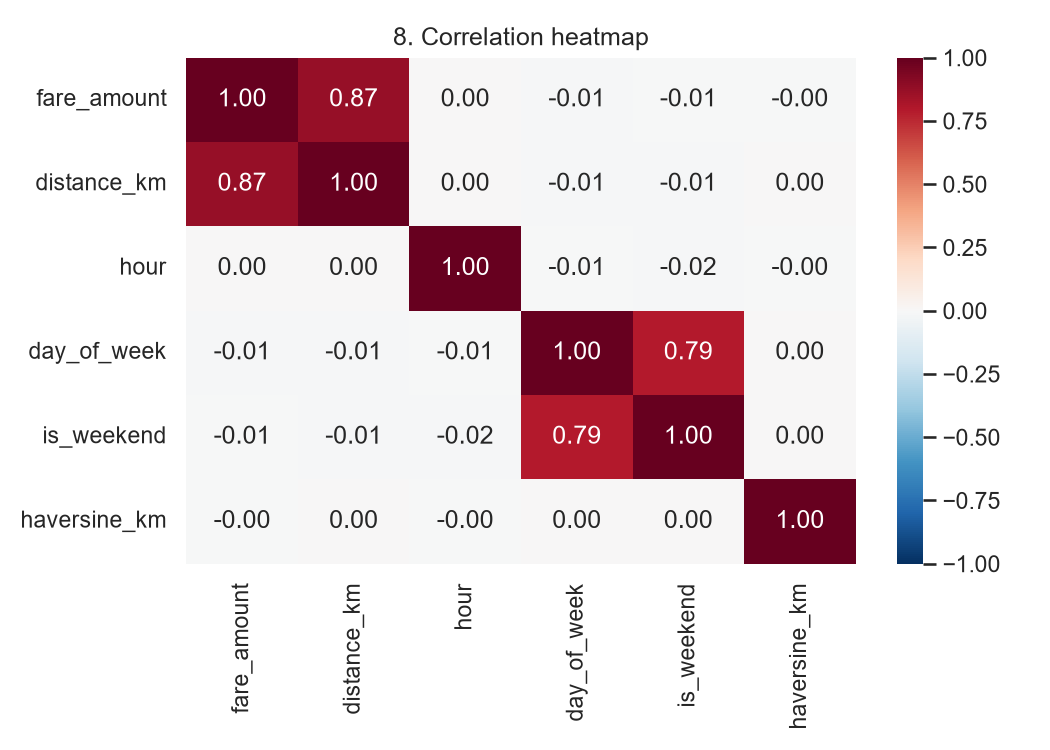 8. Correlation heatmap
fare_amount 1.00 0.87 0.00 -0.01 -0.01 -0.00
distance_km 0.87 1.00 0.00 -0.01 -0.01 0.00
hour 0.00 0.00 1.00 -0.01 -0.02 -0.00
day_of_week -0.01 -0.01 -0.01 1.00 0.79 0.00
is_weekend -0.01 -0.01 -0.02 0.79 1.00 0.00
haversine_km -0.00 0.00 -0.00 0.00 0.00 1.00
fare_amount
distance_km
hour
day_of_week
is_weekend
haversine_km
1.00
0.75
0.50
0.25
0.00
−0.25
−0.50
−0.75
−1.00